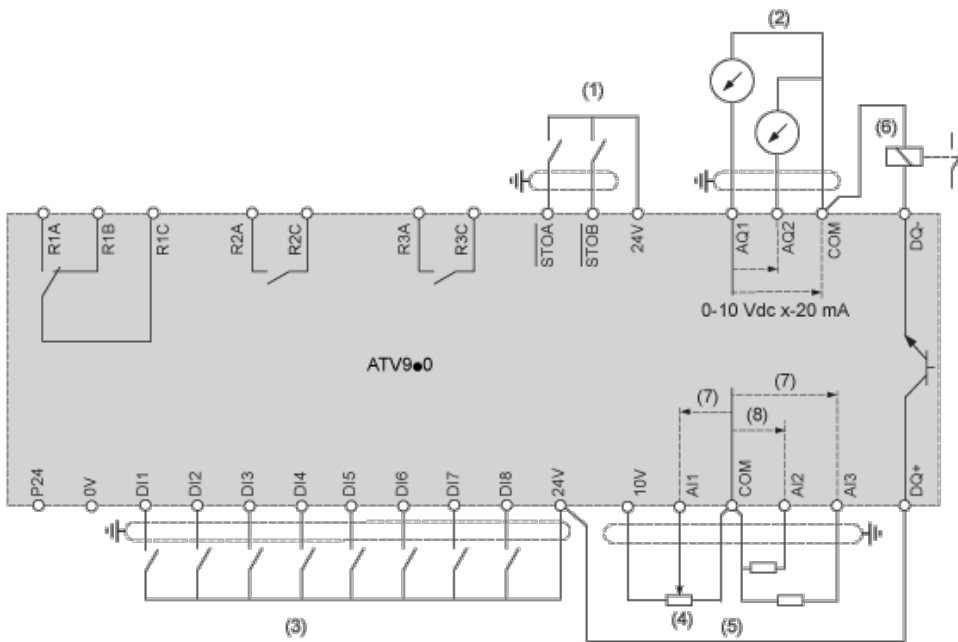 (2)
(1)
(6)
R1A
R1B
R1C
R2A
R2C
R3A
R3C
STOA
STOB
24V
AQ1
AQ2
COM
DQ-
0-10 Vdc x-20 mA
ATV9●0
(7)
(7)
(8)
P24
0V
DI1
DI2
DI3
DI4
DI5
DI6
DI7
DI8
24V
10V
AI1
COM
AI2
AI3
DQ+
(3)
(4)
(5)